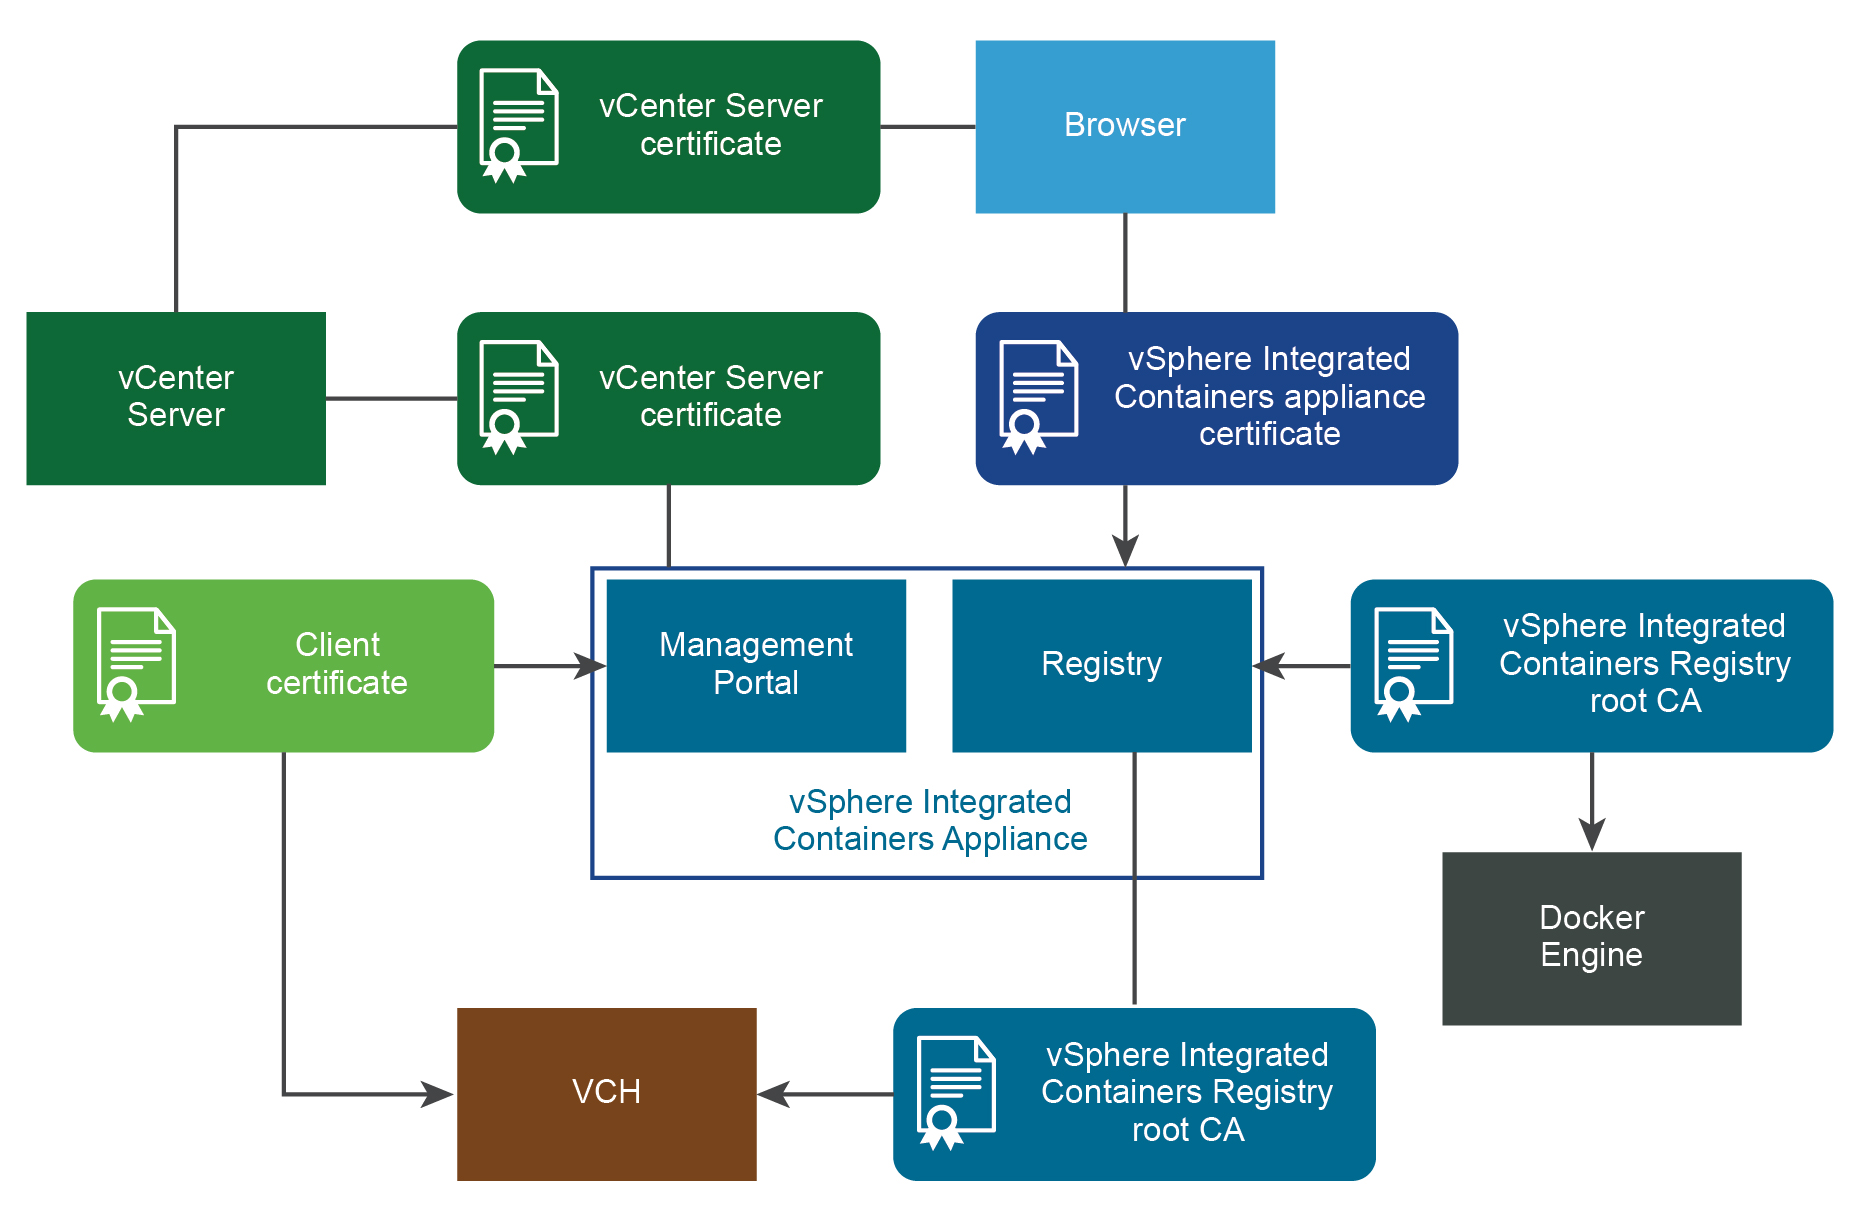 vCenter Server
certificate
Browser
vCenter
Server
vCenter Server
certificate
vSphere Integrated
Containers appliance
certificate
Client
certificate
Management
Portal
Registry
vSphere Integrated
Containers Registry
root CA
vSphere Integrated
Containers Appliance
Docker
Engine
VCH
vSphere Integrated
Containers Registry
root CA